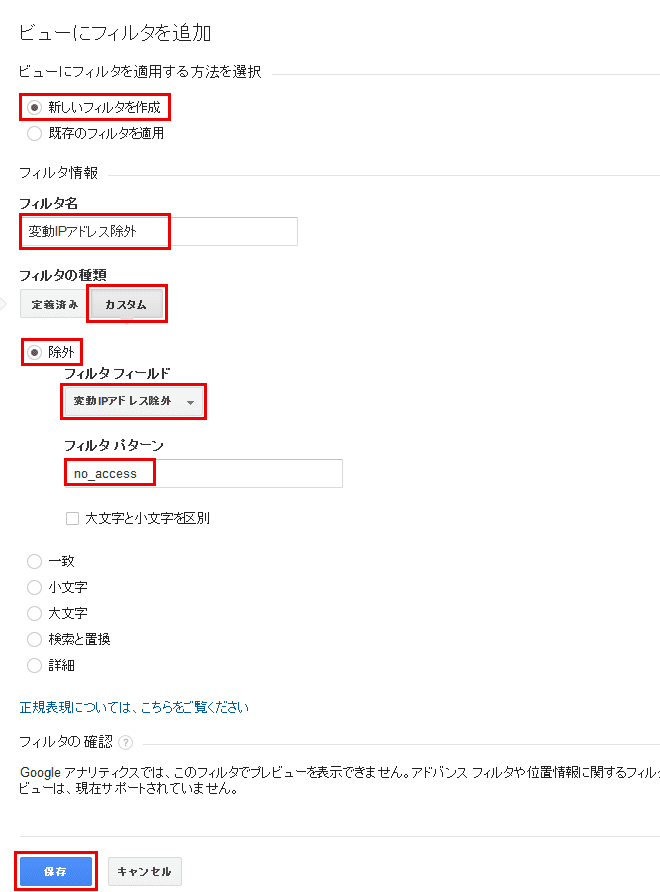 ビューにフィルタを追加
ビューにフィルタを適用する方法を選択
新しいフィルタを作成
既存のフィルタを適用
フィルタ情報
フィルタ名
変動IPアドレス除外
フィルタの種類
定義済み カスタム
除外
フィルタ フィールド
変動IPアドレス除外
フィルタ パターン
no_access
大文字と小文字を区別
一致
小文字
大文字
検索と置換
詳細
正規表現については、こちらをご覧ください
フィルタの確認 ?
Google アナリティクスでは、このフィルタでプレビューを表示できません。アドバンス フィルタや位置情報に関するフィル
ビューは、現在サポートされていません。
保存 キャンセル